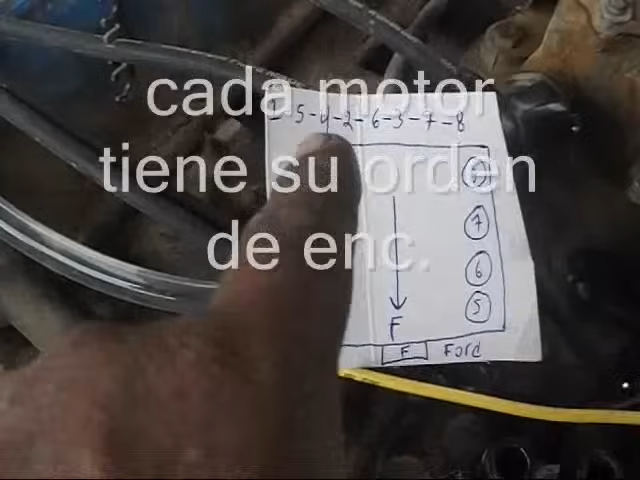 cada motor
1-5-4-2-6-3-7-8
tiene su orden
de enc.
7
6
5
F
F Ford